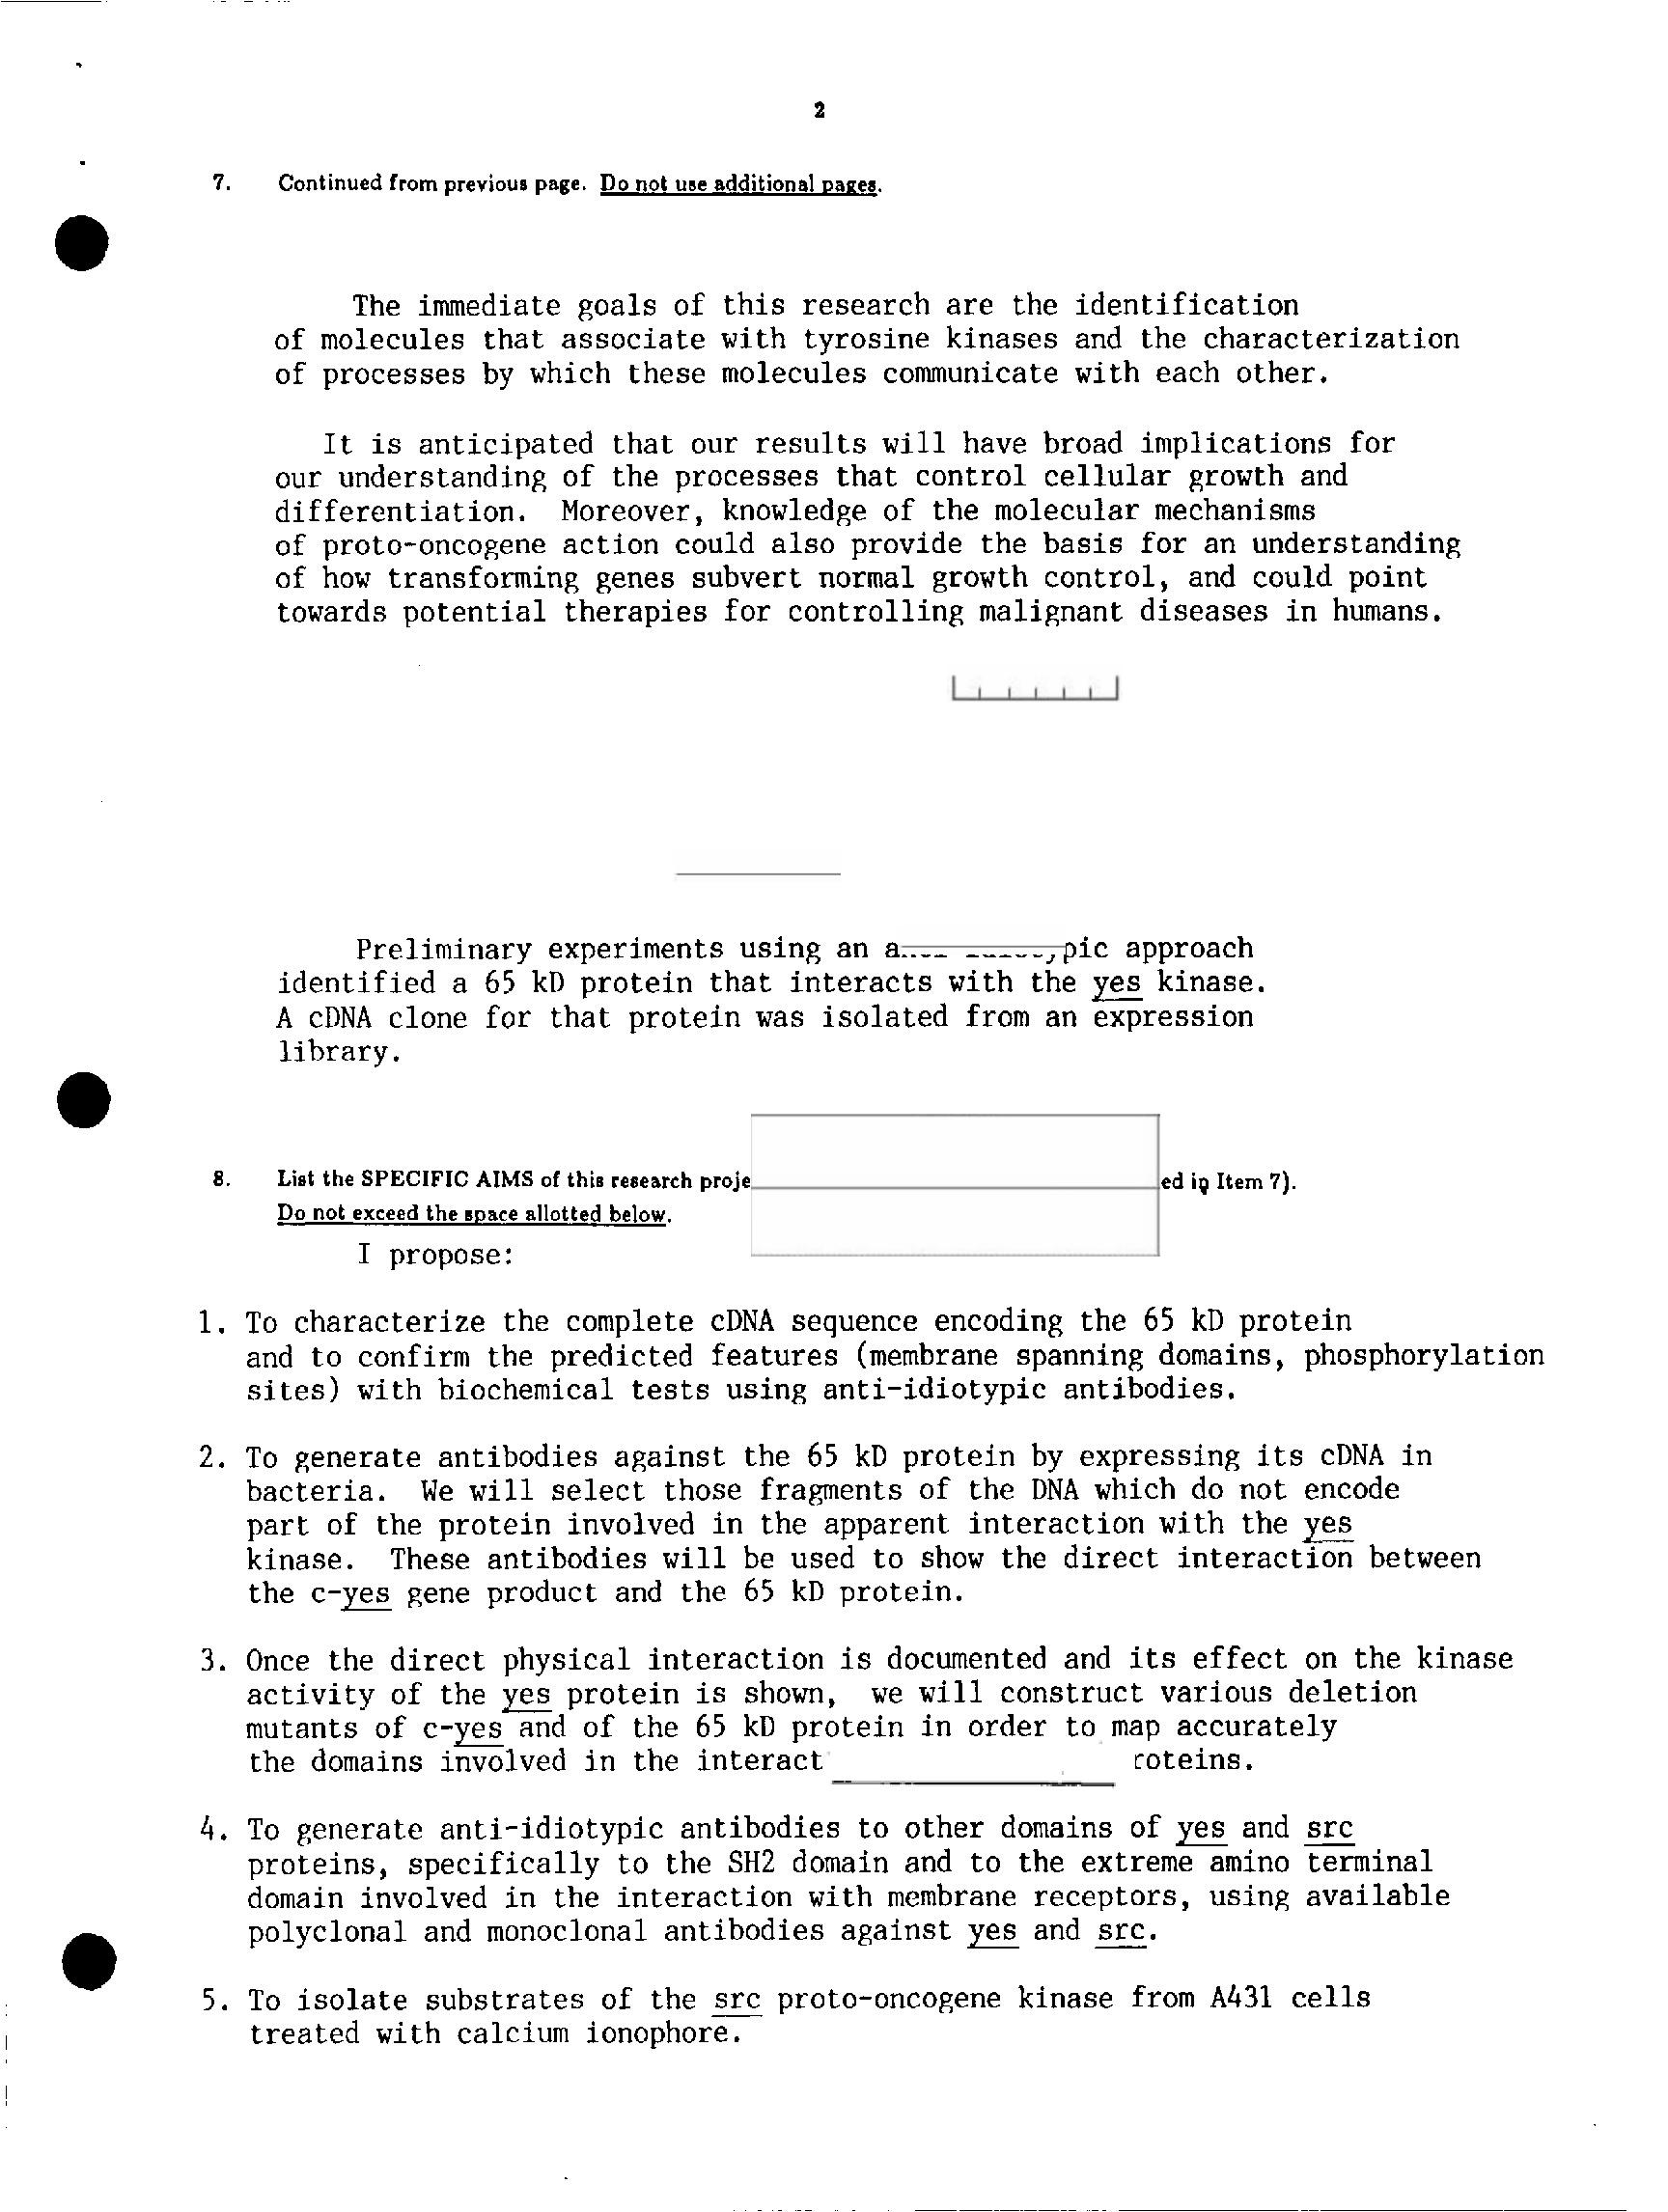 2
7. Continued from previous page. Do not use additional pages.
The immediate goals of this research are the identification
of molecules that associate with tyrosine kinases and the characterization
of processes by which these molecules communicate with each other.
It is anticipated that our results will have broad implications for
our understanding of the processes that control cellular growth and
differentiation. Moreover, knowledge of the molecular mechanisms
of proto-oncogene action could also provide the basis for an understanding
of how transforming genes subvert normal growth control, and could point
towards potential therapies for controlling malignant diseases in humans.
Preliminary experiments using an approach
identified a 65 kD protein that interacts with the yes kinase.
A cDNA clone for that protein was isolated from an expression
library.
8. List the SPECIFIC AIMS of this research proje ed in Item 7).
Do not exceed the space allotted below.
I propose:
1. To characterize the complete cDNA sequence encoding the 65 kD protein
and to confirm the predicted features (membrane spanning domains, phosphorylation
sites) with biochemical tests using anti-idiotypic antibodies.
2. To generate antibodies against the 65 kD protein by expressing its cDNA in
bacteria. We will select those fragments of the DNA which do not encode
part of the protein involved in the apparent interaction with the yes
kinase. These antibodies will be used to show the direct interaction between
the c-yes gene product and the 65 kD protein.
3. Once the direct physical interaction is documented and its effect on the kinase
activity of the yes protein is shown, we will construct various deletion
mutants of c-yes and of the 65 kD protein in order to map accurately
the domains involved in the interact roteins.
4. To generate anti-idiotypic antibodies to other domains of yes and src
proteins, specifically to the SH2 domain and to the extreme amino terminal
domain involved in the interaction with membrane receptors, using available
polyclonal and monoclonal antibodies against yes and src.
5. To isolate substrates of the src proto-oncogene kinase from A431 cells
treated with calcium ionophore.